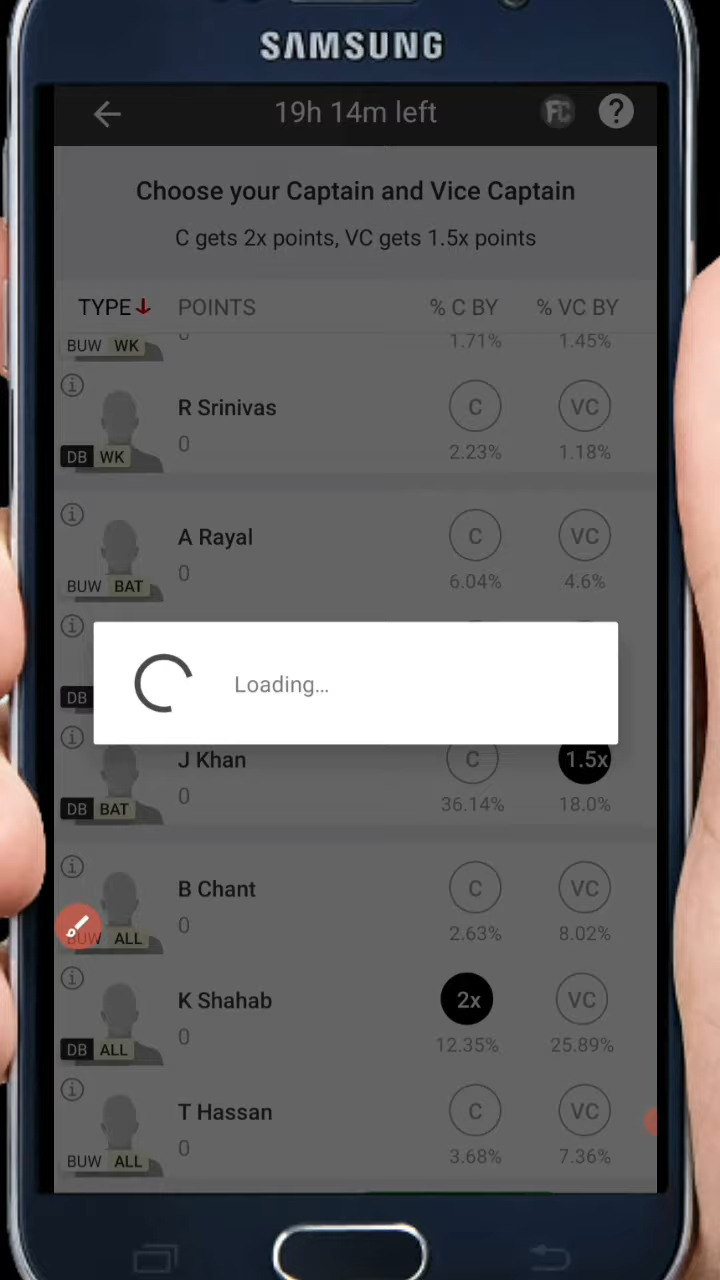 SAMSUNG
19h 14m left
FC
?
Choose your Captain and Vice Captain
C gets 2x points, VC gets 1.5x points
TYPE POINTS % C BY % VC BY
BUW WK 0 1.71% 1.45%
R Srinivas C VC
0
DB WK 2.23% 1.18%
A Rayal C VC
0
BUW BAT 6.04% 4.6%
Loading...
DB
J Khan C 1.5x
0
DB BAT 36.14% 18.0%
B Chant C VC
0
BUW ALL 2.63% 8.02%
K Shahab 2x VC
0
DB ALL 12.35% 25.89%
T Hassan C VC
0
BUW ALL 3.68% 7.36%